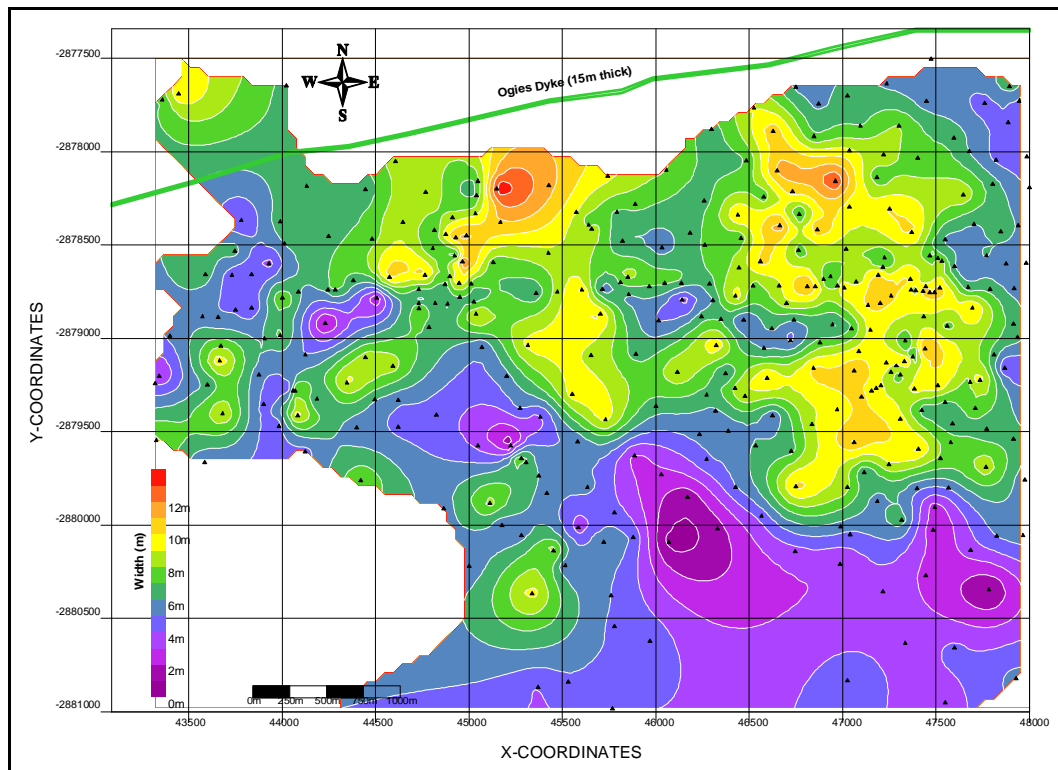 -2877500
N
W E
S
Ogies Dyke (15m thick)
-2878000
-2878500
-2879000
-2879500
-2880000
-2880500
-2881000
Y-COORDINATES
Width (m)
12m
10m
8m
6m
4m
2m
0m
0m 250m 500m 750m 1000m
43500 44000 44500 45000 45500 46000 46500 47000 47500 48000
X-COORDINATES